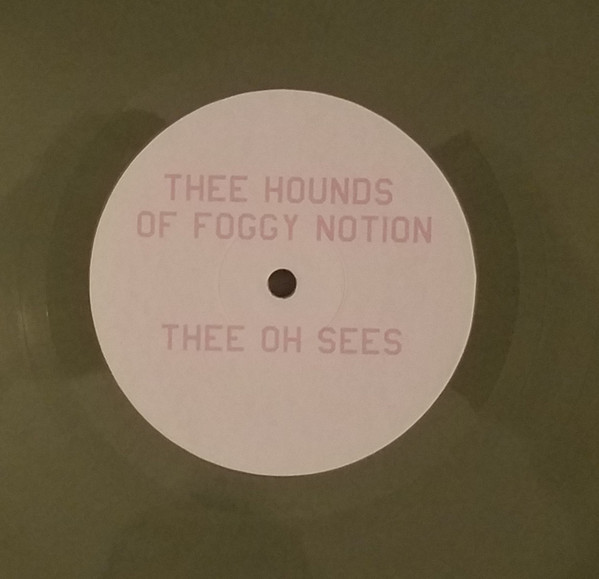 THEE HOUNDS
OF FOGGY NOTION
THEE OH SEES